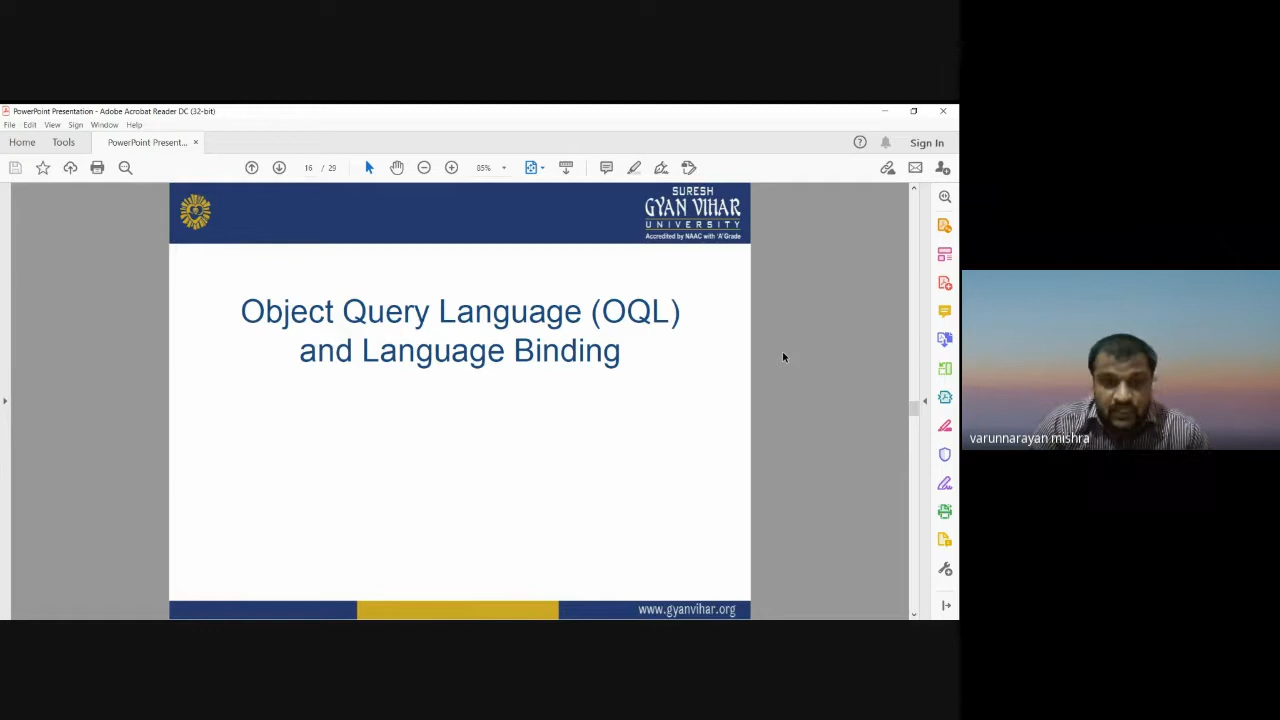 PowerPoint Presentation - Adobe Acrobat Reader DC (32-bit)
File Edit View Sign Window Help
Home Tools PowerPoint Present... × Sign In
16 / 29 85%
SURESH
GYAN VIHAR
UNIVERSITY
Accredited by NAAC with 'A' Grade
Object Query Language (OQL)
and Language Binding
varunnarayan mishra
www.gyanvihar.org